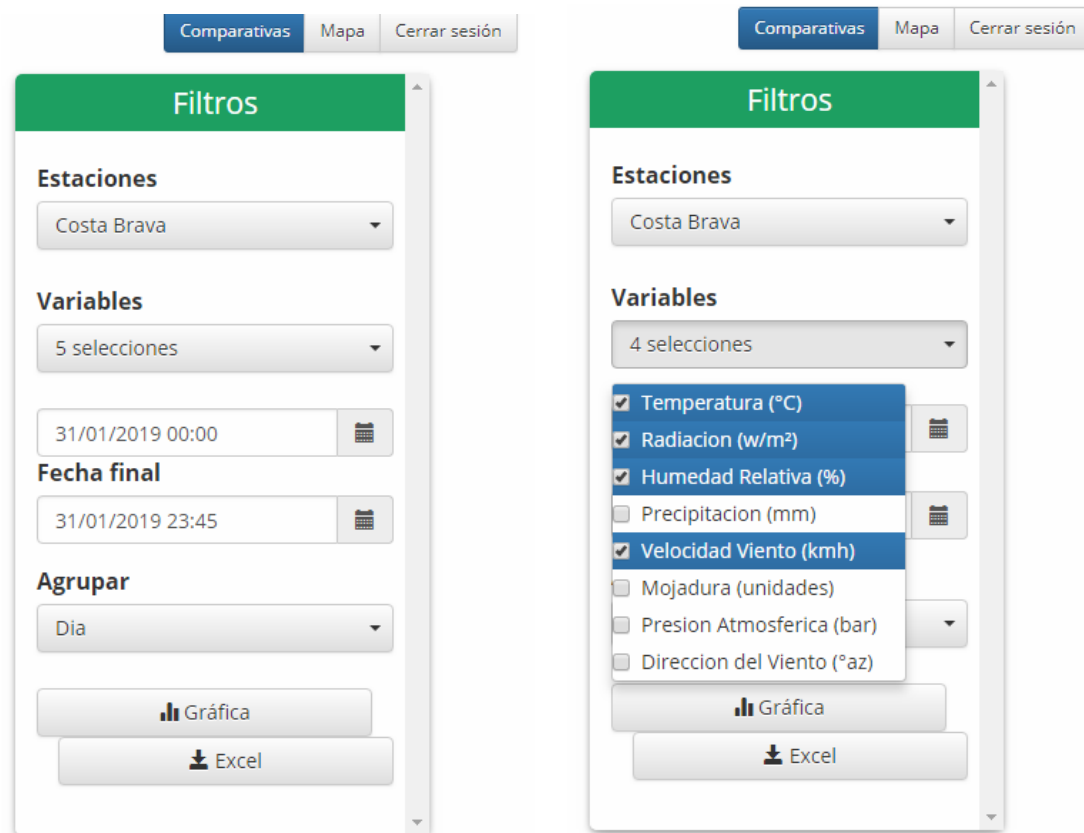 Comparativas Mapa Cerrar sesión
Filtros
Estaciones
Costa Brava
Variables
5 selecciones
31/01/2019 00:00
Fecha final
31/01/2019 23:45
Agrupar
Dia
Gráfica
Excel
Comparativas Mapa Cerrar sesión
Filtros
Estaciones
Costa Brava
Variables
4 selecciones
Temperatura (°C)
Radiacion (w/m²)
Humedad Relativa (%)
Precipitacion (mm)
Velocidad Viento (kmh)
Mojadura (unidades)
Presion Atmosferica (bar)
Direccion del Viento (°az)
Gráfica
Excel